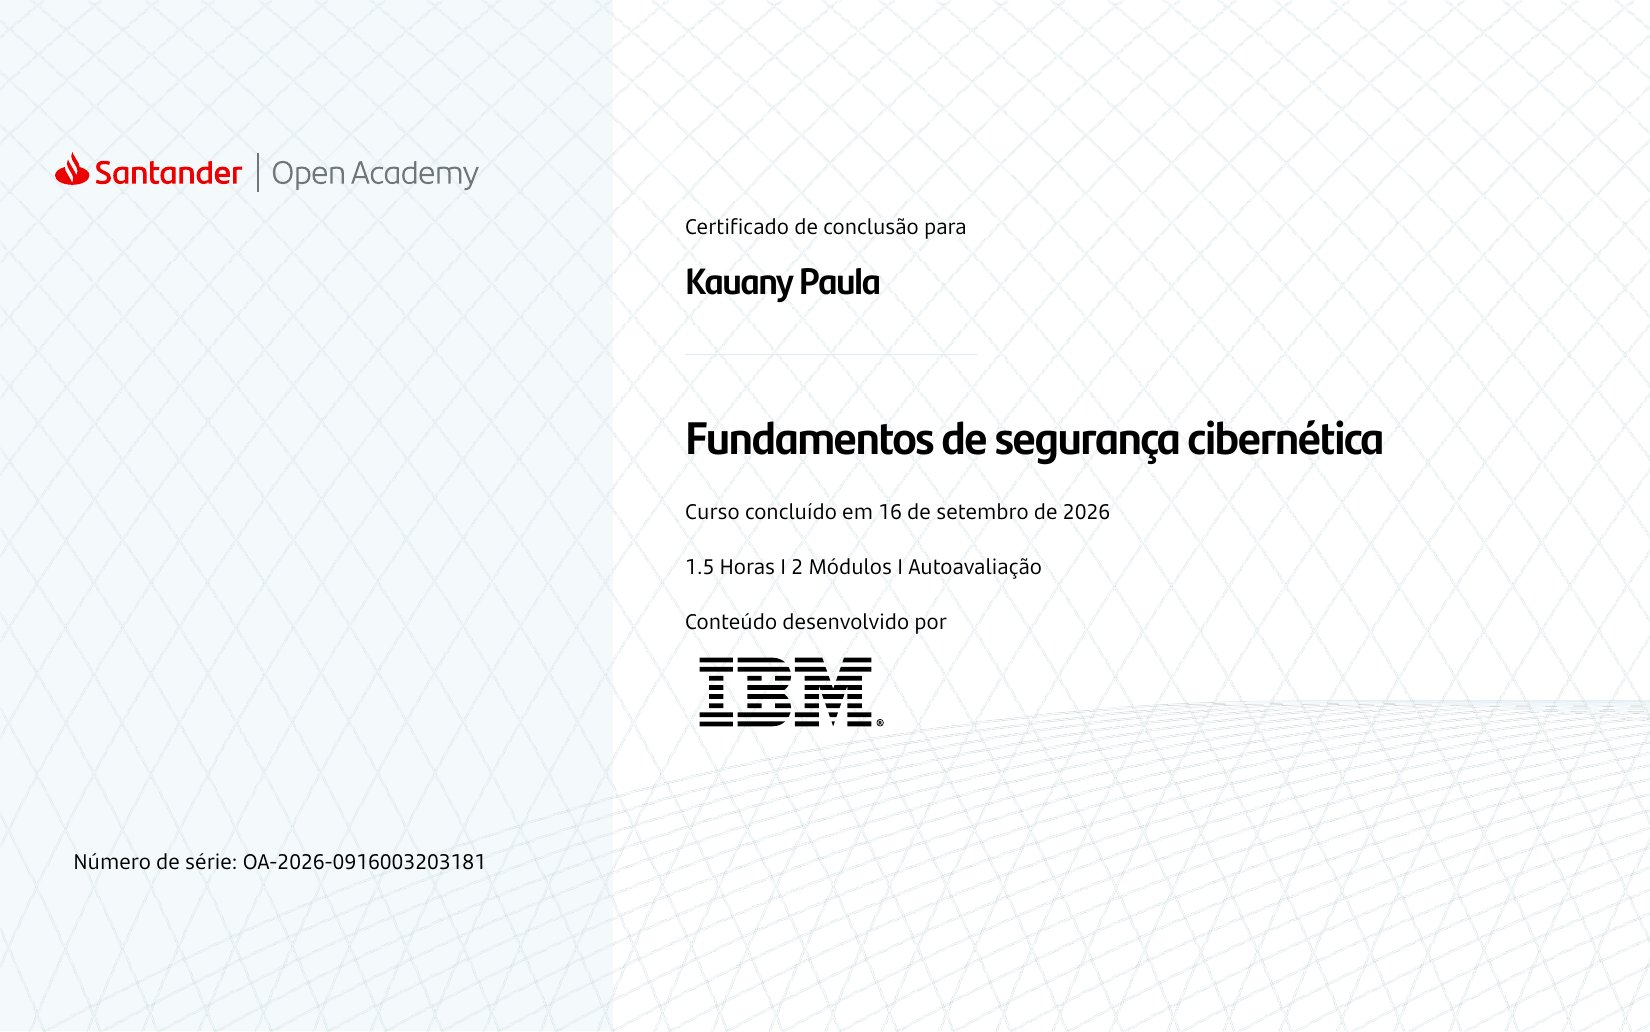 Santander | Open Academy
Certificado de conclusão para
Kauany Paula
Fundamentos de segurança cibernética
Curso concluído em 16 de setembro de 2026
1.5 Horas I 2 Módulos I Autoavaliação
Conteúdo desenvolvido por
IBM®
Número de série: OA-2026-0916003203181